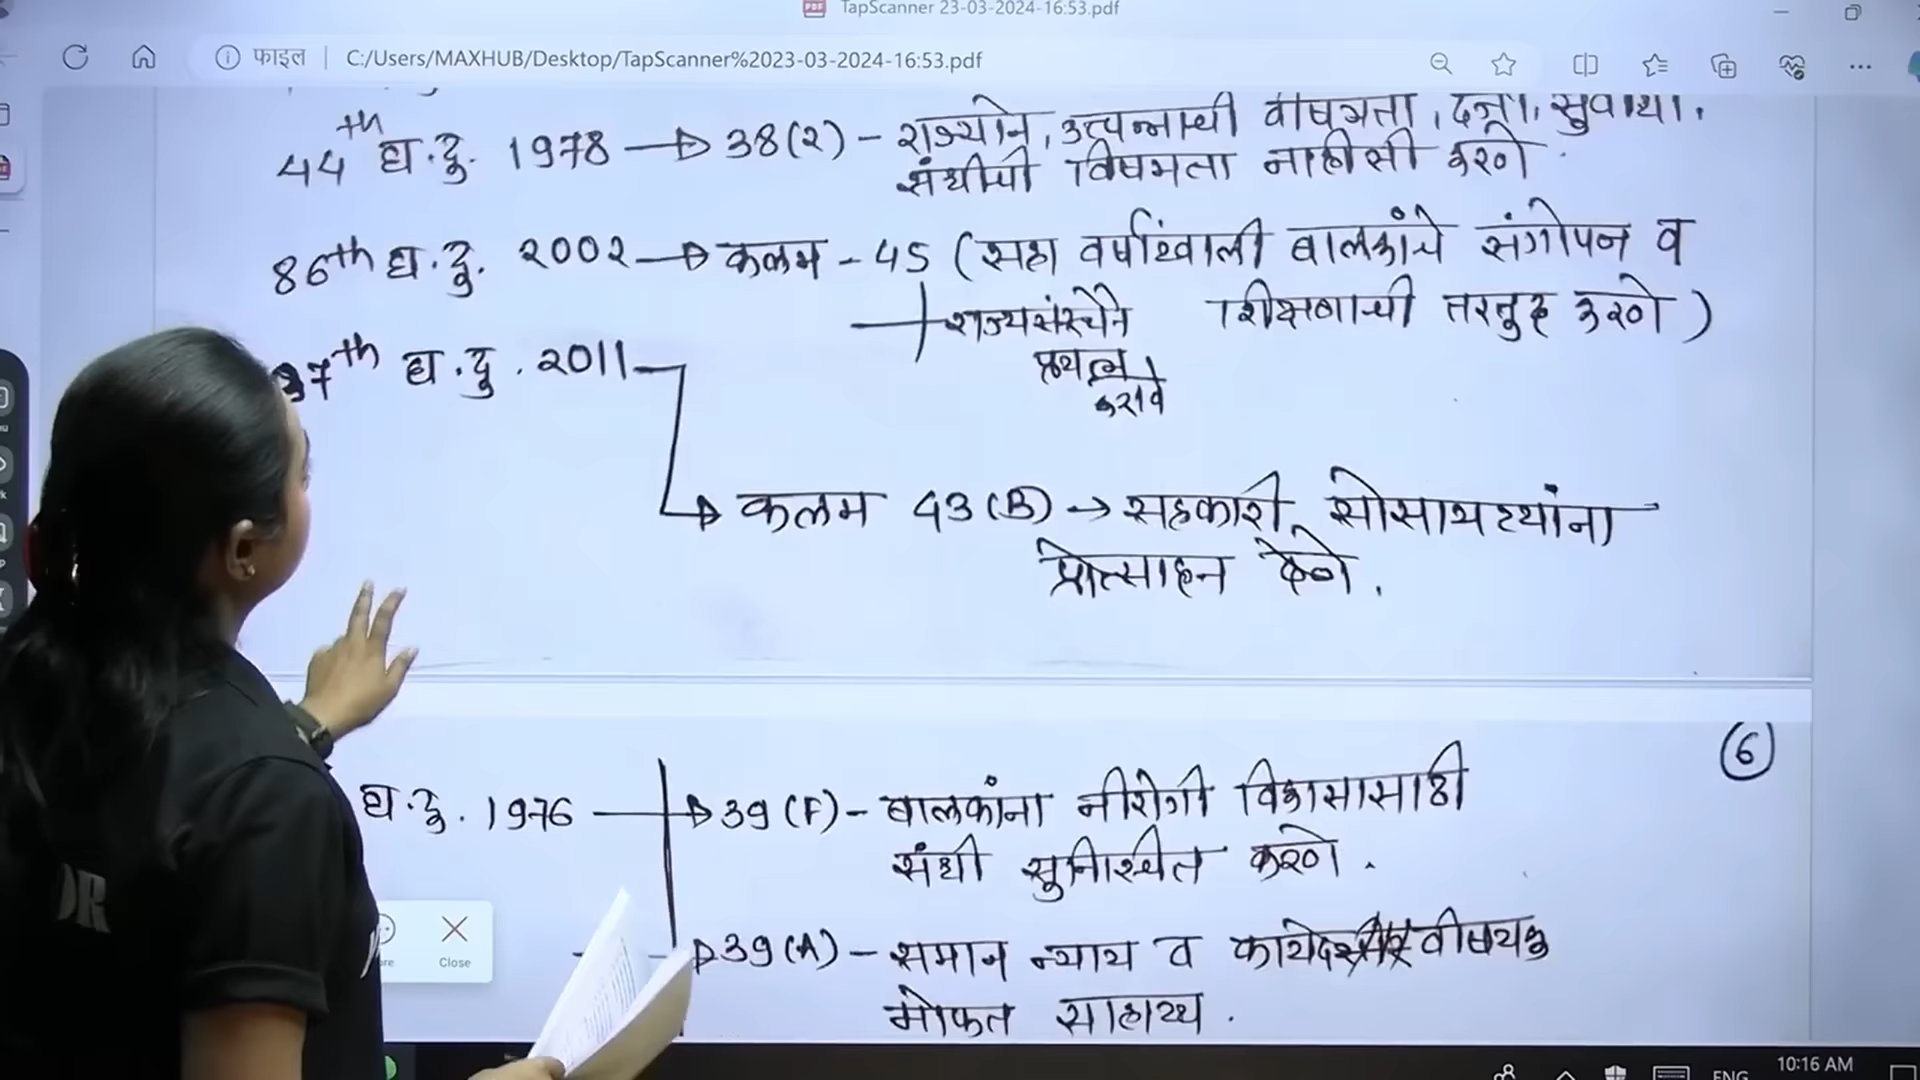 TapScanner 23-03-2024-16:53.pdf
फाइल C:/Users/MAXHUB/Desktop/TapScanner%2023-03-2024-16:53.pdf
44th घ.दु. 1978 → 38(2) - राज्याने, उत्पन्नाची विषमता, दर्जा, सुविधा.
संधीची विषमता नाहीसी करणे
86th घ.दु. 2002 → कलम - 45 (सहा वर्षाखाली बालकांचे संगोपन व
राज्यसंस्थेने शिक्षणाची तरतुद करणे)
प्रयत्न
करावे
97th घ.दु. 2011
कलम 43(B) → सहकारी सोसायट्यांना
प्रोत्साहन देणे.
6
घ.दु. 1976 → 39(F) - बालकांना नीरोगी विकासासाठी
संधी सुनिश्चित करणे.
39(A) - समान न्याय व विषयक
मोफत साहाय्य.
Close
OR
ENG
10:16 AM